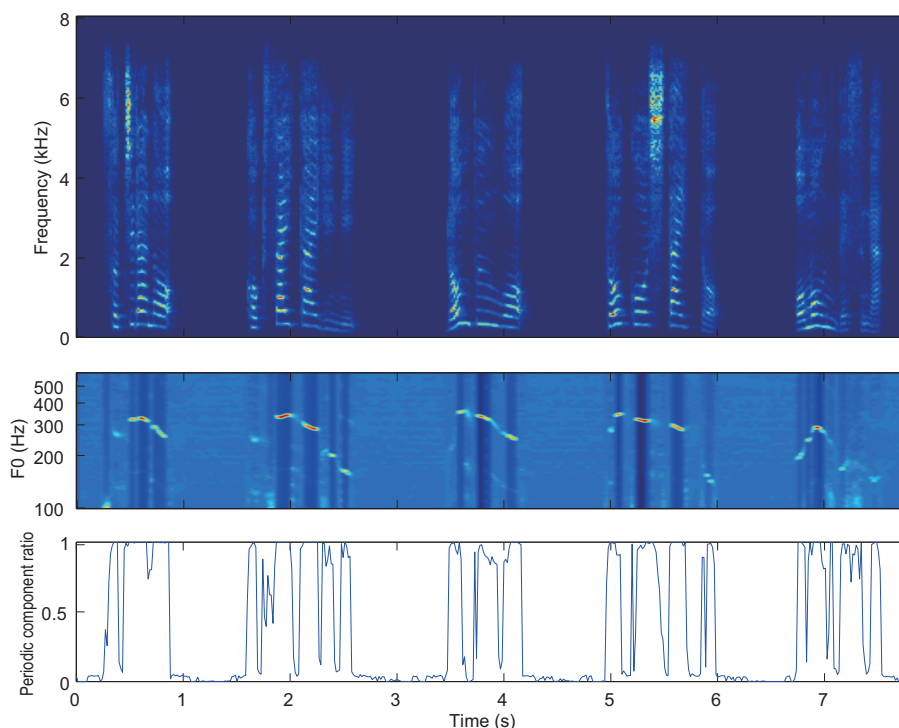 8
6
4
2
0
Frequency (kHz)
500
400
300
200
100
F0 (Hz)
1
0.5
0
Periodic component ratio
0 1 2 3 4 5 6 7
Time (s)